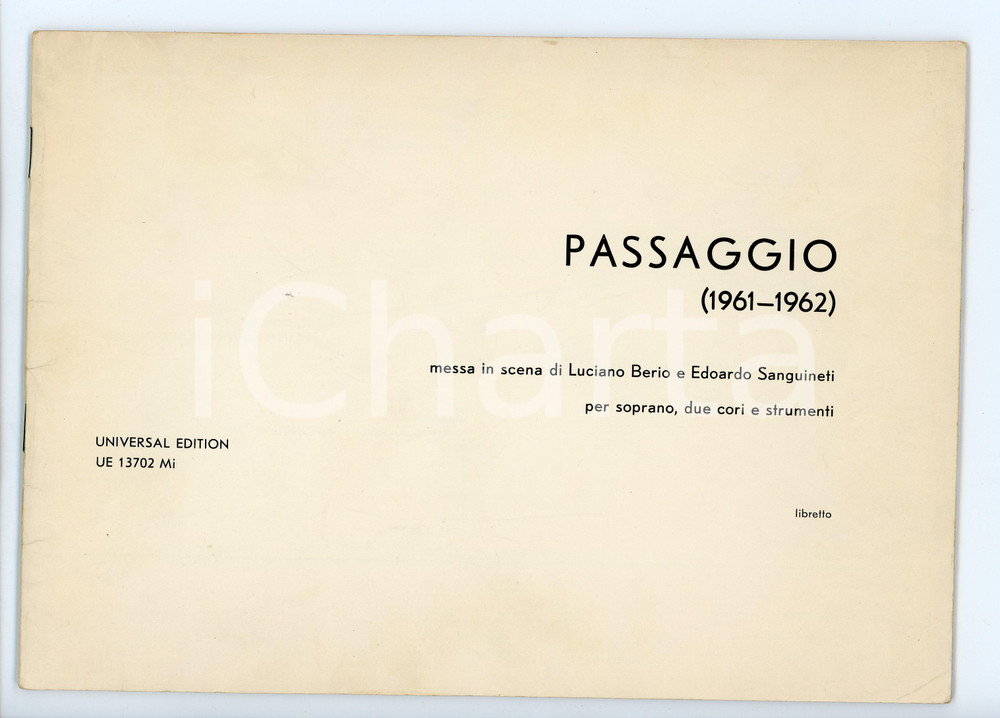 PASSAGGIO
(1961–1962)
messa in scena di Luciano Berio e Edoardo Sanguineti
per soprano, due cori e strumenti
UNIVERSAL EDITION
UE 13702 Mi
libretto
iCharta